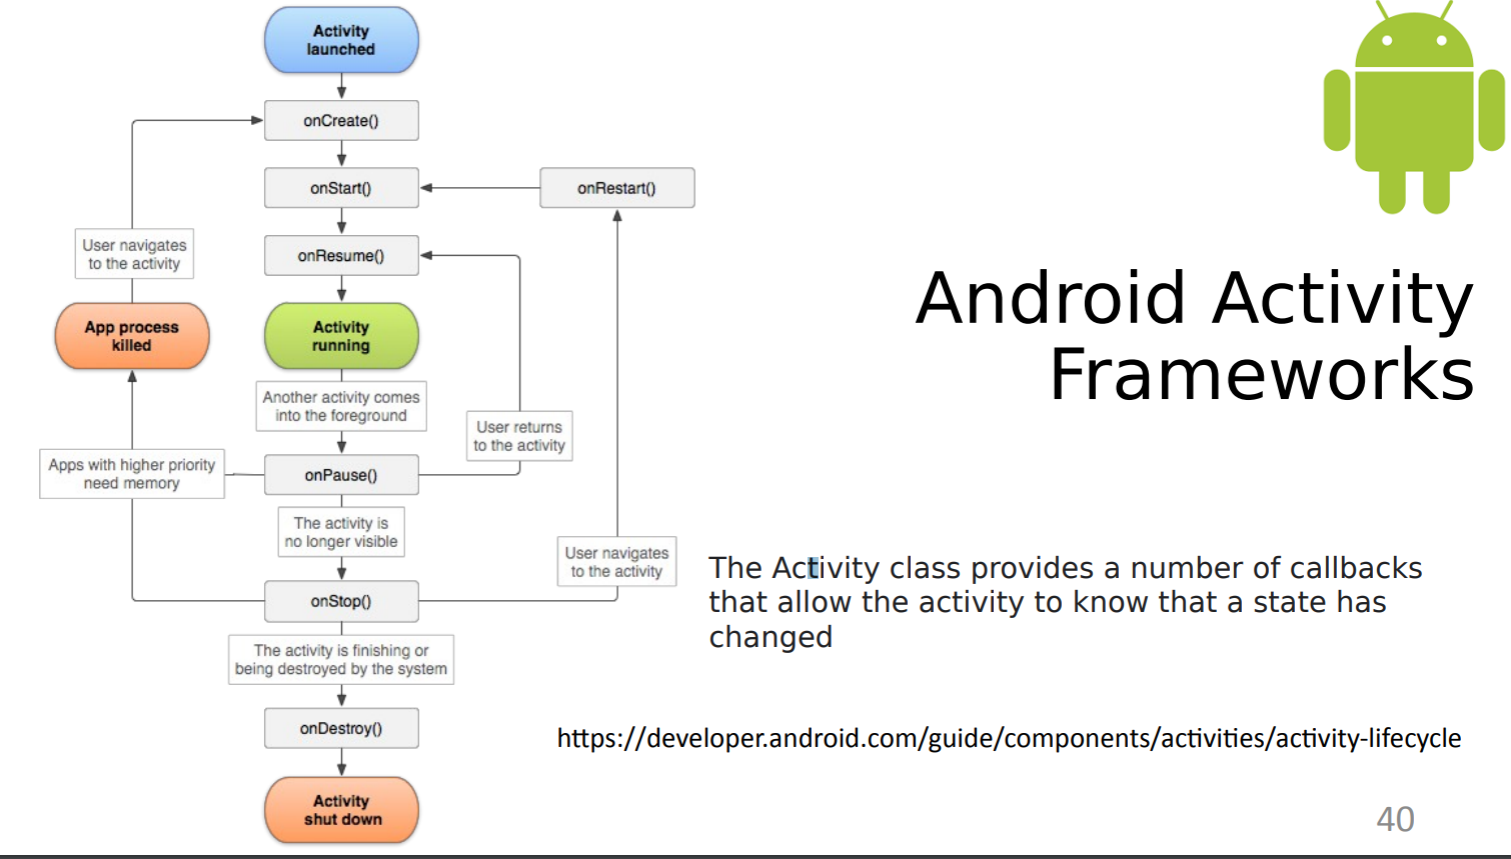 Activity
launched
onCreate()
onStart()
onRestart()
onResume()
User navigates
to the activity
App process
killed
Activity
running
Another activity comes
into the foreground
User returns
to the activity
Apps with higher priority
need memory
onPause()
The activity is
no longer visible
User navigates
to the activity
onStop()
The activity is finishing or
being destroyed by the system
onDestroy()
Activity
shut down
Android Activity
Frameworks
The Activity class provides a number of callbacks
that allow the activity to know that a state has
changed
https://developer.android.com/guide/components/activities/activity-lifecycle
40